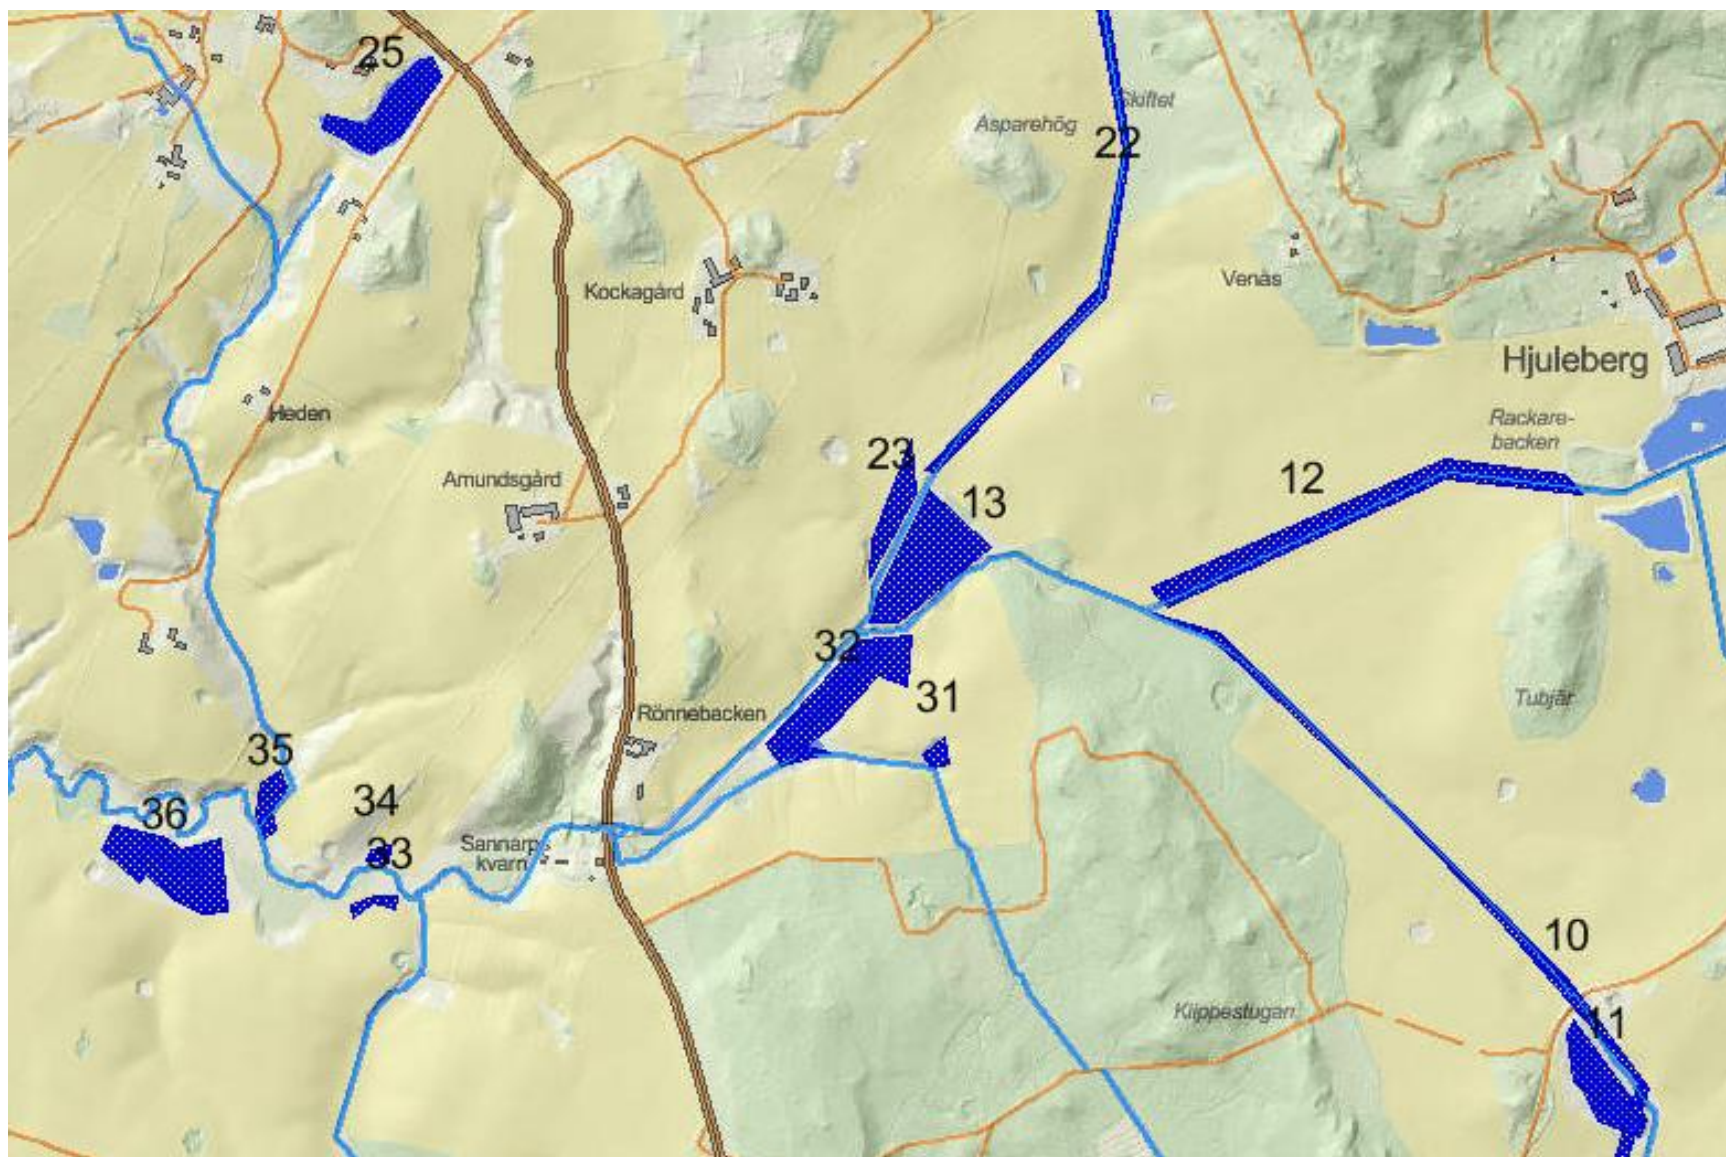 25
Skiftet
Asparehög
22
Venås
Kockagård
Hjuleberg
Heden
Rackare-
backen
23
Amundsgård
12
13
32
31
Tubjär
Rönnebacken
35
34
36
33
Sannarps
kvarn
10
Klippestugan
11